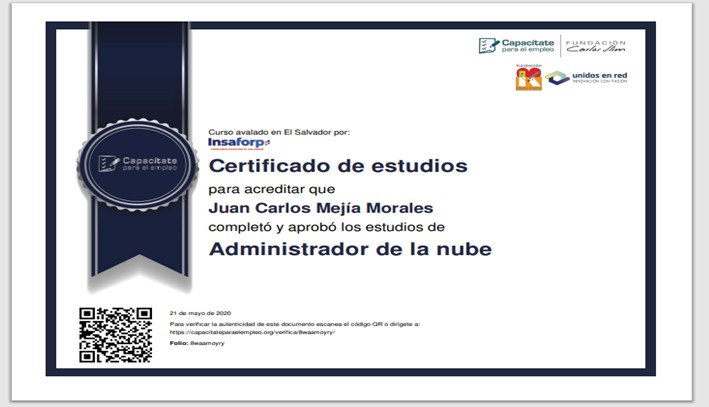 Capacítate
para el empleo
FUNDACIÓN
Carlos Slim
fundación
unidos en red
INNOVACIÓN CON PASIÓN
Curso avalado en El Salvador por:
Insaforp
Certificado de estudios
para acreditar que
Juan Carlos Mejía Morales
completó y aprobó los estudios de
Administrador de la nube
Capacítate
para el empleo
21 de mayo de 2020
Para verificar la autenticidad de este documento escanea el código QR o dirígete a:
https://capacitateparaelempleo.org/verifica/8waamoyry/
Folio: 8waamoyry